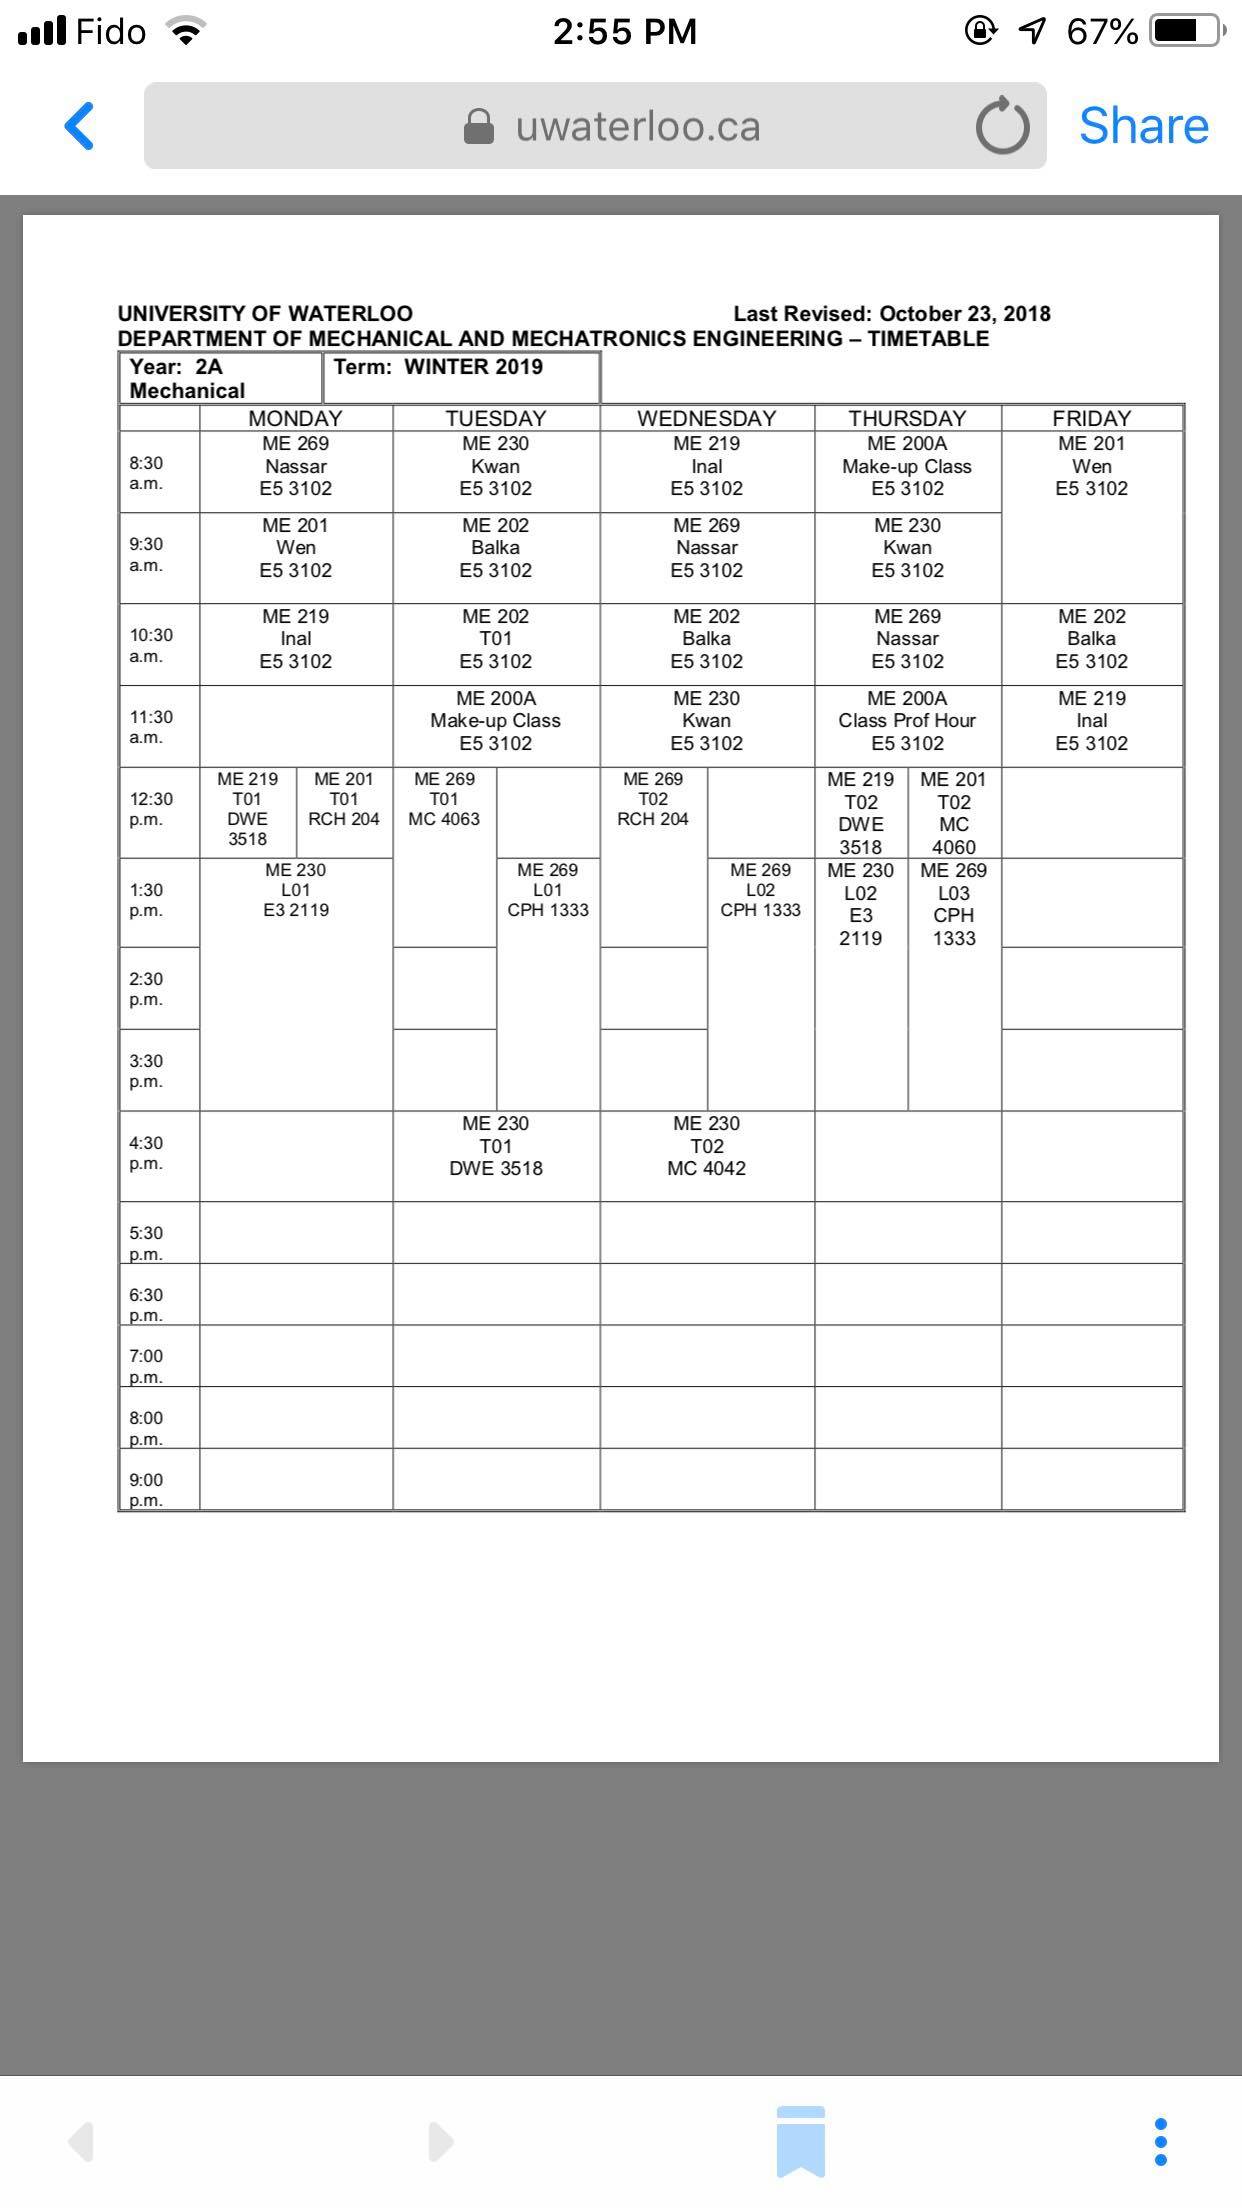 Fido 2:55 PM 67%
uwaterloo.ca Share
UNIVERSITY OF WATERLOO Last Revised: October 23, 2018
DEPARTMENT OF MECHANICAL AND MECHATRONICS ENGINEERING – TIMETABLE
Year: 2A Term: WINTER 2019
Mechanical
MONDAY TUESDAY WEDNESDAY THURSDAY FRIDAY
ME 269 ME 230 ME 219 ME 200A ME 201
8:30 Nassar Kwan Inal Make-up Class Wen
a.m. E5 3102 E5 3102 E5 3102 E5 3102 E5 3102
ME 201 ME 202 ME 269 ME 230
9:30 Wen Balka Nassar Kwan
a.m. E5 3102 E5 3102 E5 3102 E5 3102
ME 219 ME 202 ME 202 ME 269 ME 202
10:30 Inal T01 Balka Nassar Balka
a.m. E5 3102 E5 3102 E5 3102 E5 3102 E5 3102
ME 200A ME 230 ME 200A ME 219
11:30 Make-up Class Kwan Class Prof Hour Inal
a.m. E5 3102 E5 3102 E5 3102 E5 3102
ME 219 ME 201 ME 269 ME 269 ME 219 ME 201
12:30 T01 T01 T01 T02 T02 T02
p.m. DWE RCH 204 MC 4063 RCH 204 DWE MC
3518 3518 4060
ME 230 ME 269 ME 269 ME 230 ME 269
1:30 L01 L01 L02 L02 L03
p.m. E3 2119 CPH 1333 CPH 1333 E3 CPH
2119 1333
2:30
p.m.
3:30
p.m.
ME 230 ME 230
4:30 T01 T02
p.m. DWE 3518 MC 4042
5:30
p.m.
6:30
p.m.
7:00
p.m.
8:00
p.m.
9:00
p.m.